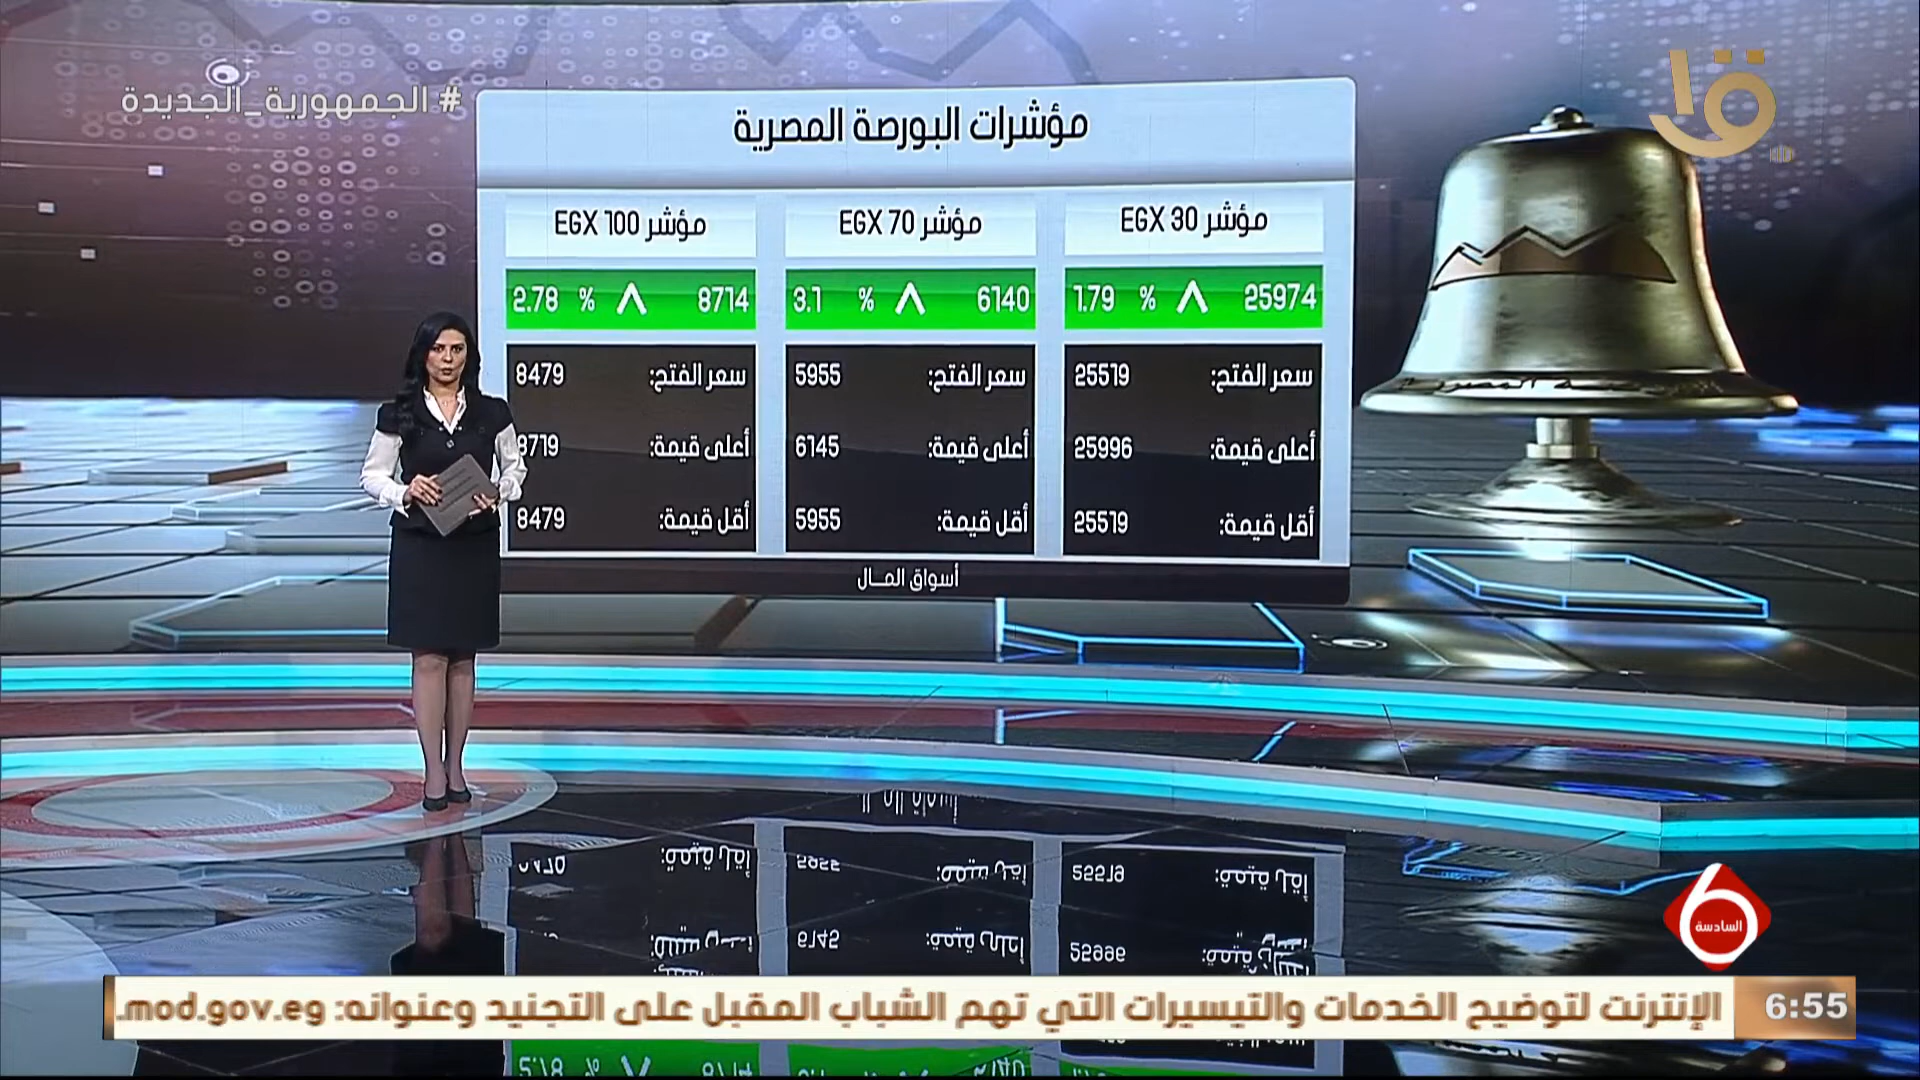 #الجمهورية_الجديدة
مؤشرات البورصة المصرية
مؤشر EGX 30
25974 1.79 %
سعر الفتح: 25519
أعلى قيمة: 25996
أقل قيمة: 25519
مؤشر EGX 70
6140 3.1 %
سعر الفتح: 5955
أعلى قيمة: 6145
أقل قيمة: 5955
مؤشر EGX 100
8714 2.78 %
سعر الفتح: 8479
أعلى قيمة: 8719
أقل قيمة: 8479
أسواق المـال
6 السادسة
6:55
الإنترنت لتوضيح الخدمات والتيسيرات التي تهم الشباب المقبل على التجنيد وعنوانه: mod.gov.eg.